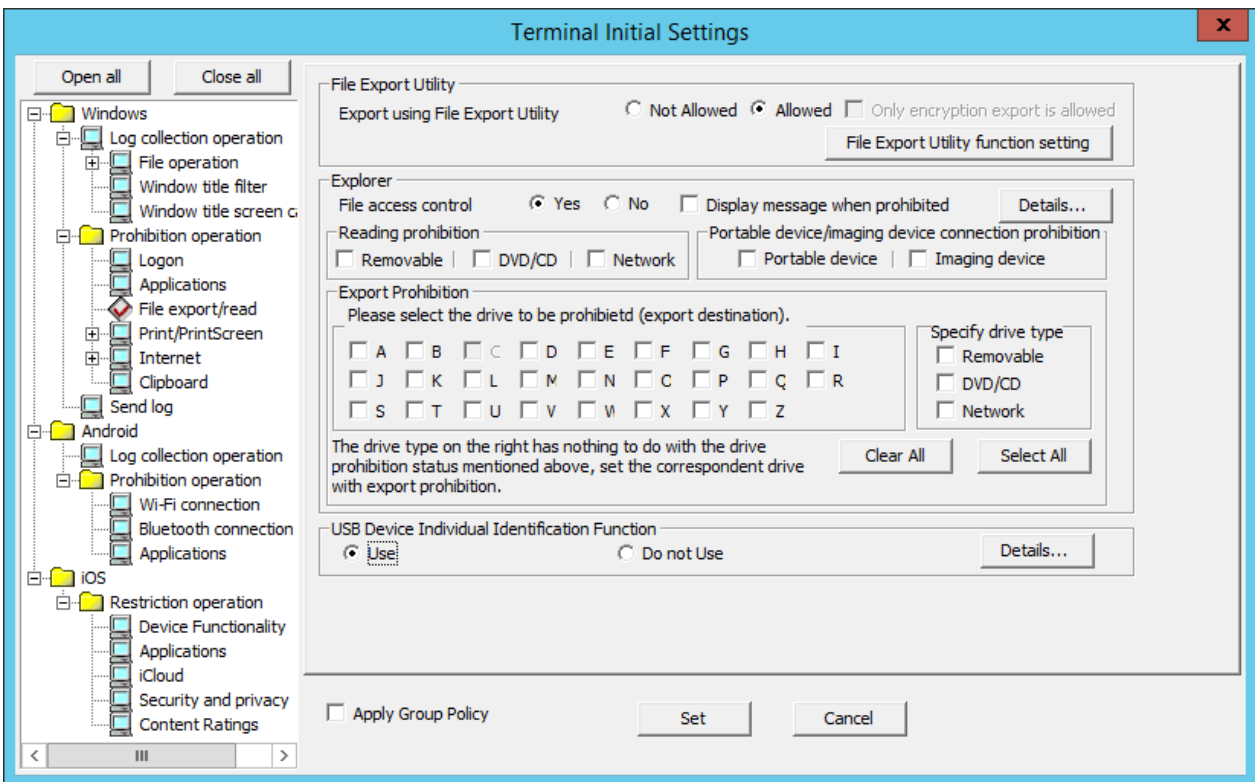 Terminal Initial Settings
x
Open all
Close all
Windows
Log collection operation
File operation
Window title filter
Window title screen ca
Prohibition operation
Logon
Applications
File export/read
Print/PrintScreen
Internet
Clipboard
Send log
Android
Log collection operation
Prohibition operation
Wi-Fi connection
Bluetooth connection
Applications
iOS
Restriction operation
Device Functionality
Applications
iCloud
Security and privacy
Content Ratings
File Export Utility
Export using File Export Utility Not Allowed Allowed Only encryption export is allowed
File Export Utility function setting
Explorer
File access control Yes No Display message when prohibited Details...
Reading prohibition
Removable | DVD/CD | Network
Portable device/imaging device connection prohibition
Portable device | Imaging device
Export Prohibition
Please select the drive to be prohibietd (export destination).
A B C D E F G H I
J K L M N O P Q R
S T U V W X Y Z
Specify drive type
Removable
DVD/CD
Network
The drive type on the right has nothing to do with the drive
prohibition status mentioned above, set the correspondent drive
with export prohibition.
Clear All
Select All
USB Device Individual Identification Function
Use Do not Use Details...
Apply Group Policy
Set
Cancel